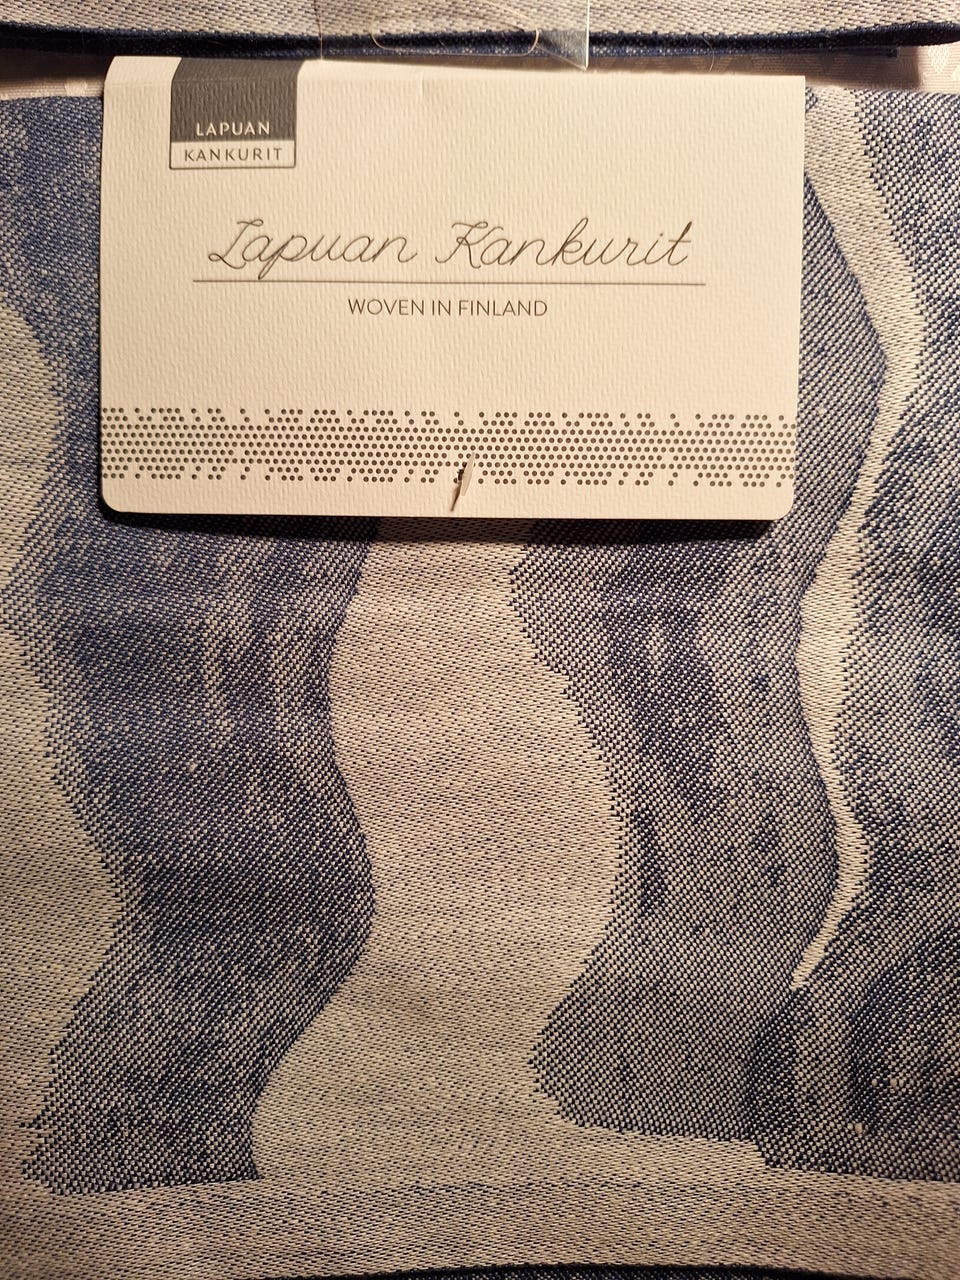 LAPUAN
KANKURIT
Lapuan Kankurit
WOVEN IN FINLAND